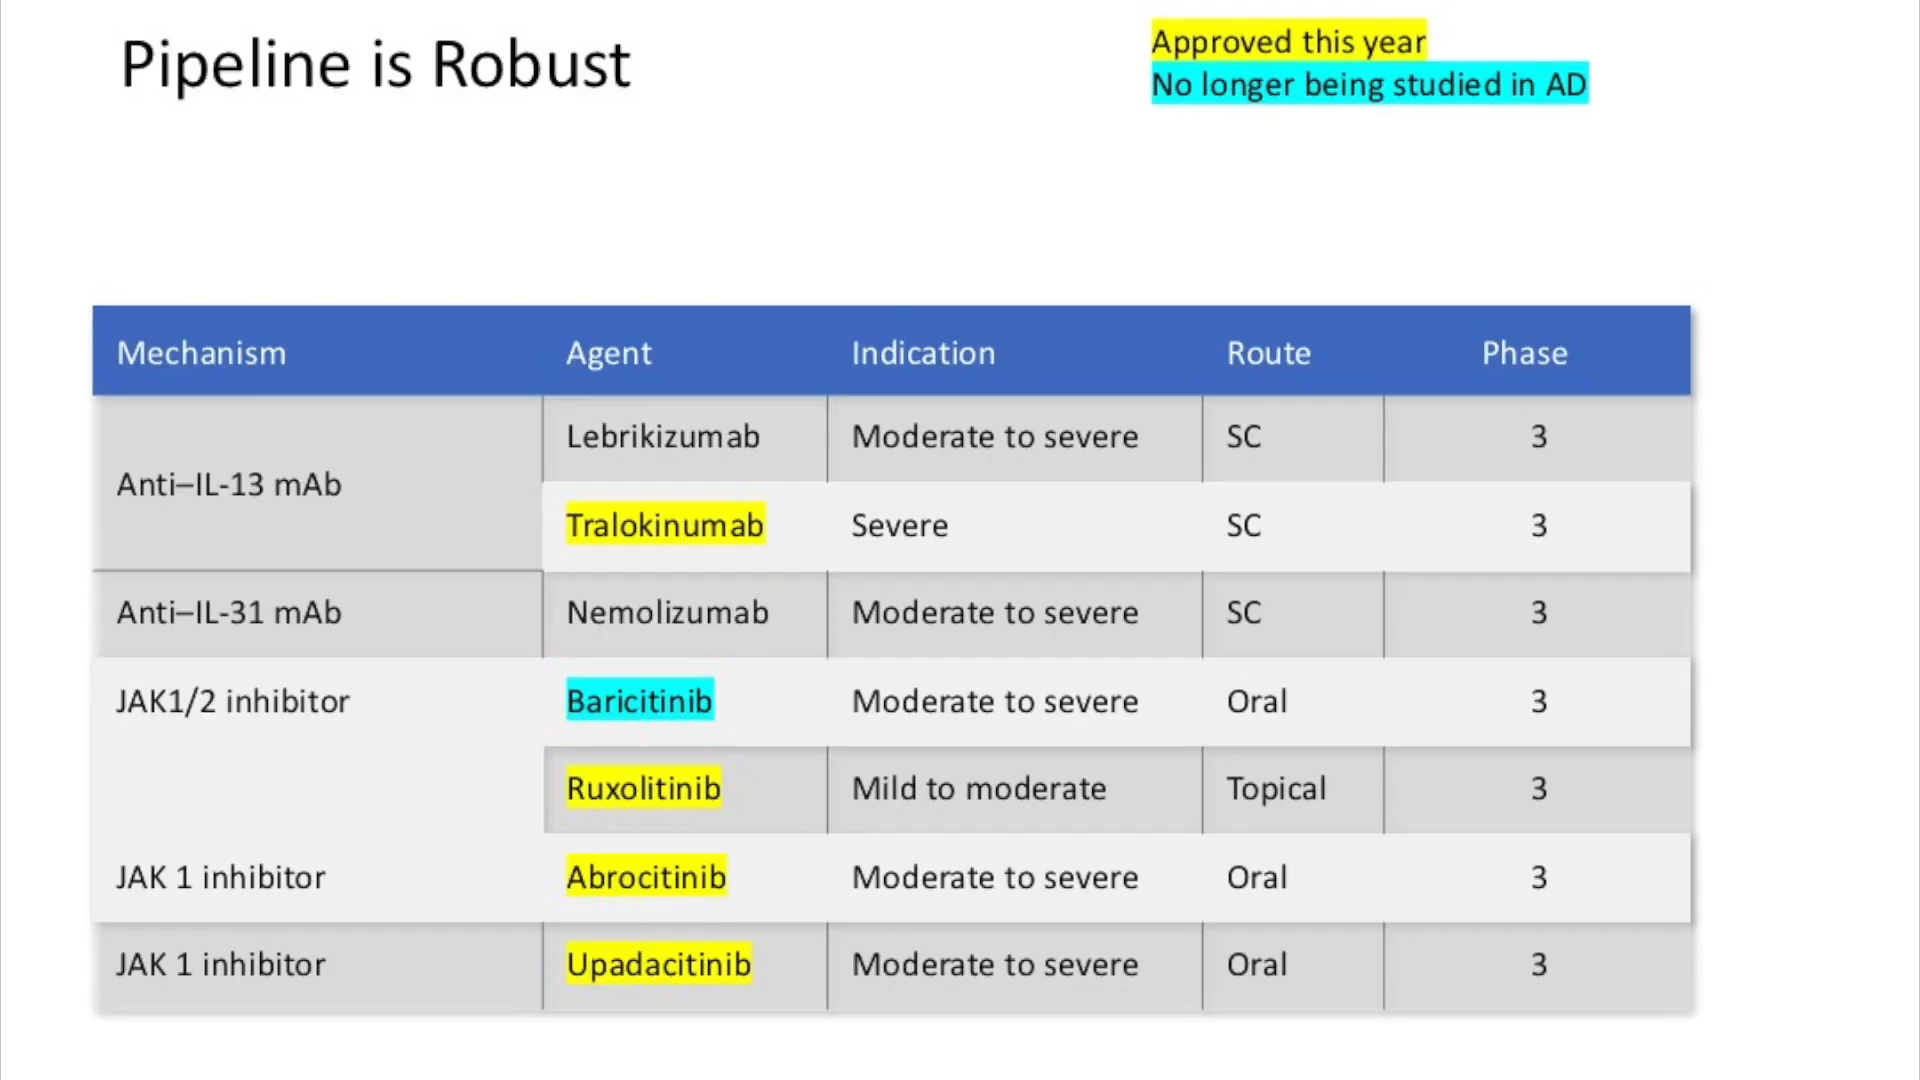 Pipeline is Robust
Approved this year
No longer being studied in AD
Mechanism Agent Indication Route Phase
Anti–IL-13 mAb
Lebrikizumab Moderate to severe SC 3
Tralokinumab Severe SC 3
Anti–IL-31 mAb Nemolizumab Moderate to severe SC 3
JAK1/2 inhibitor Baricitinib Moderate to severe Oral 3
Ruxolitinib Mild to moderate Topical 3
JAK 1 inhibitor Abrocitinib Moderate to severe Oral 3
JAK 1 inhibitor Upadacitinib Moderate to severe Oral 3